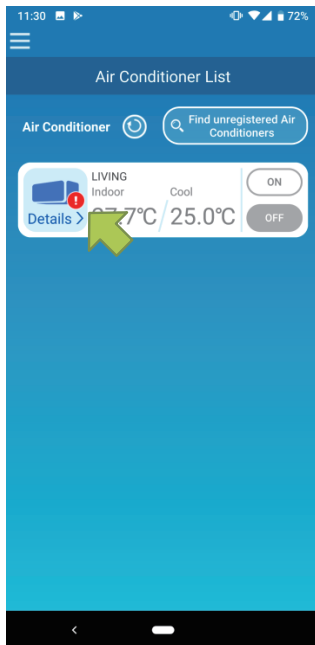 11:30 72%
Air Conditioner List
Air Conditioner
Find unregistered Air
Conditioners
LIVING
Indoor Cool
Details 25.0℃
ON
OFF